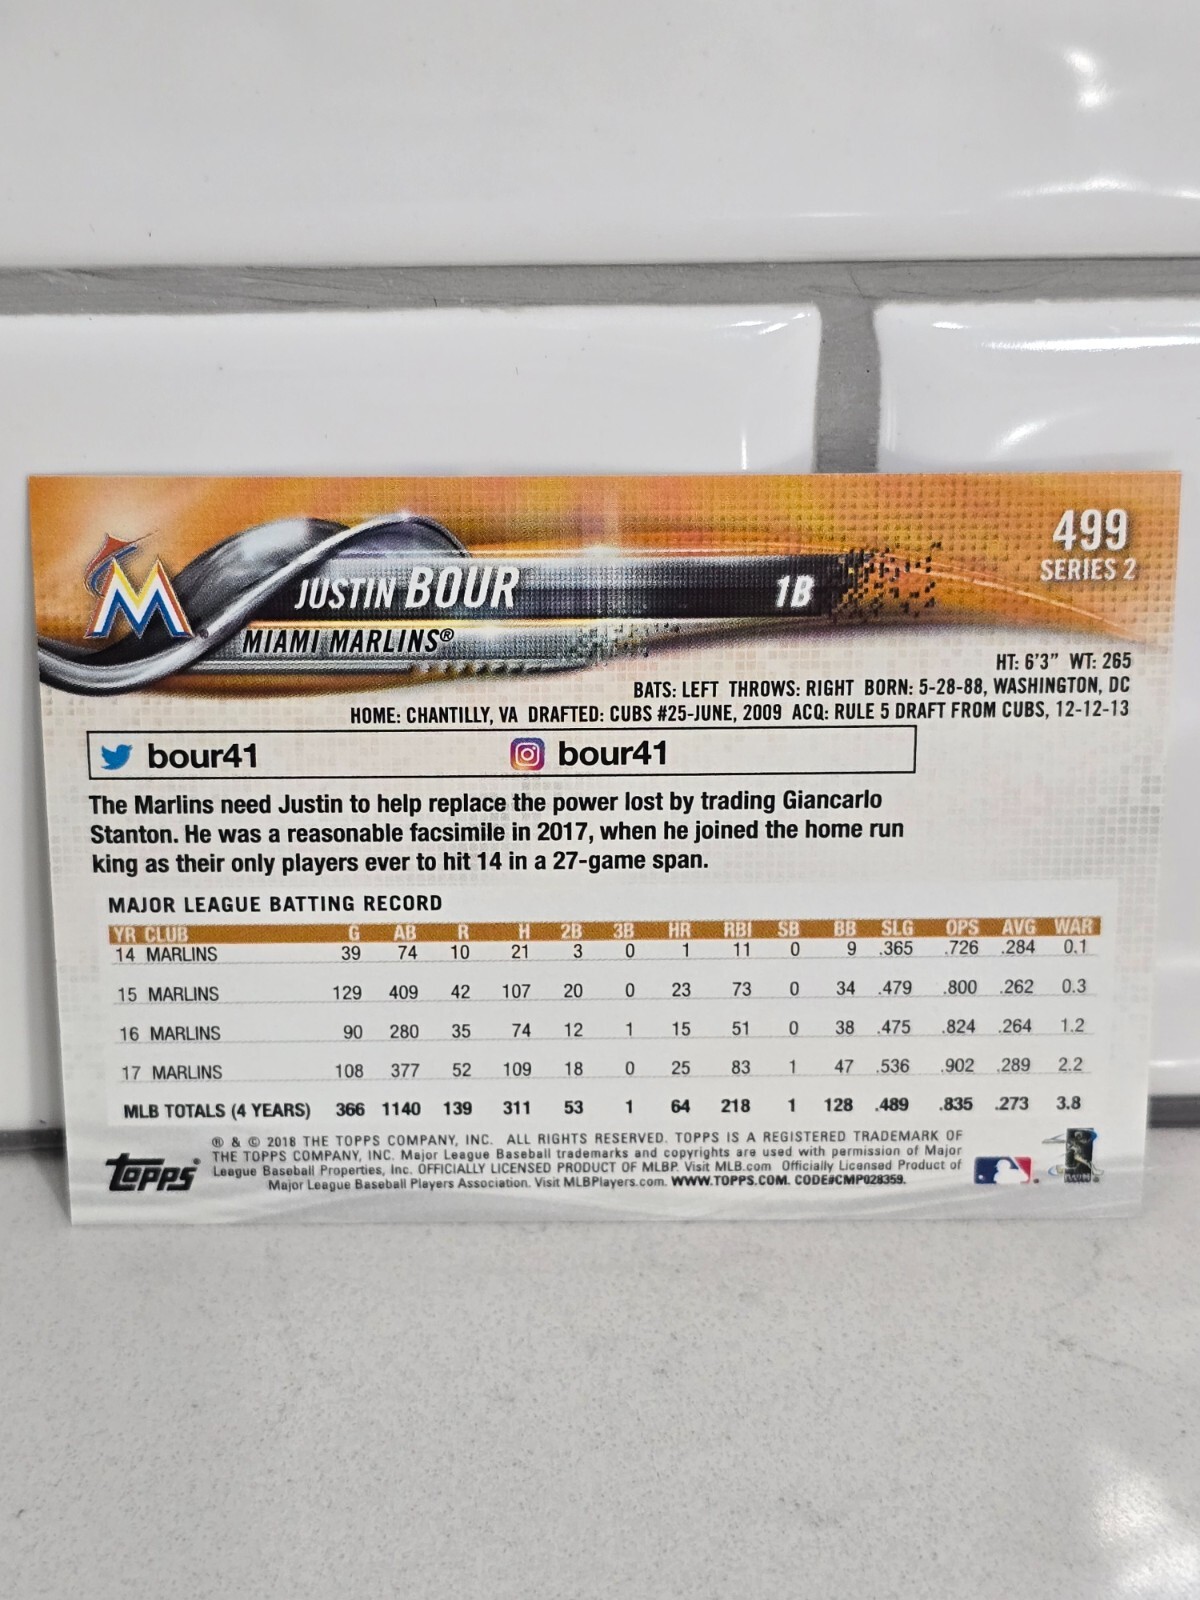 499
SERIES 2
JUSTIN BOUR 1B
MIAMI MARLINS®
HT: 6'3" WT: 265
BATS: LEFT THROWS: RIGHT BORN: 5-28-88, WASHINGTON, DC
HOME: CHANTILLY, VA DRAFTED: CUBS #25-JUNE, 2009 ACQ: RULE 5 DRAFT FROM CUBS, 12-12-13
bour41 bour41
The Marlins need Justin to help replace the power lost by trading Giancarlo
Stanton. He was a reasonable facsimile in 2017, when he joined the home run
king as their only players ever to hit 14 in a 27-game span.
MAJOR LEAGUE BATTING RECORD
YR CLUB G AB R H 2B 3B HR RBI SB BB SLG OPS AVG WAR
14 MARLINS 39 74 10 21 3 0 1 11 0 9 .365 .726 .284 0.1
15 MARLINS 129 409 42 107 20 0 23 73 0 34 .479 .800 .262 0.3
16 MARLINS 90 280 35 74 12 1 15 51 0 38 .475 .824 .264 1.2
17 MARLINS 108 377 52 109 18 0 25 83 1 47 .536 .902 .289 2.2
MLB TOTALS (4 YEARS) 366 1140 139 311 53 1 64 218 1 128 .489 .835 .273 3.8
® & © 2018 THE TOPPS COMPANY, INC. ALL RIGHTS RESERVED. TOPPS IS A REGISTERED TRADEMARK OF
THE TOPPS COMPANY, INC. Major League Baseball trademarks and copyrights are used with permission of Major
League Baseball Properties, Inc. OFFICIALLY LICENSED PRODUCT OF MLBP. Visit MLB.com Officially Licensed Product of
Major League Baseball Players Association. Visit MLBPlayers.com. WWW.TOPPS.COM. CODE#CMP028359.
topps®